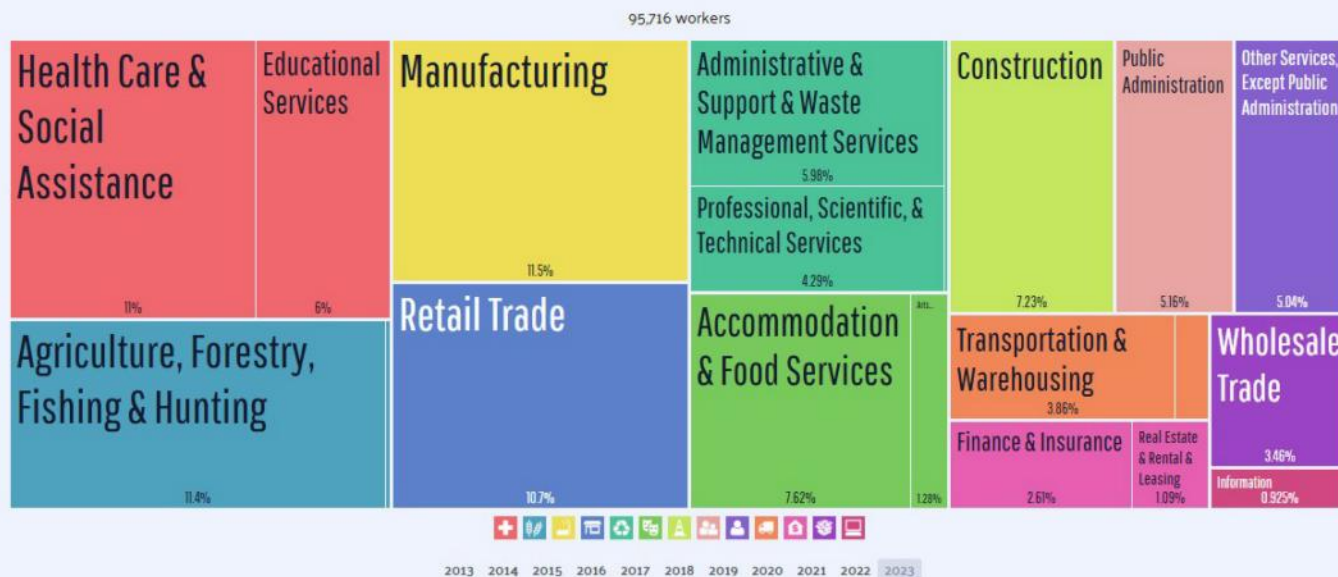 95,716 workers
Health Care &
Social
Assistance
11%
Educational
Services
6%
Agriculture, Forestry,
Fishing & Hunting
11.4%
Manufacturing
11.5%
Retail Trade
10.7%
Administrative &
Support & Waste
Management Services
5.98%
Professional, Scientific, &
Technical Services
4.29%
Accommodation
& Food Services
7.62%
Arts...
1.28%
Construction
7.23%
Public
Administration
5.16%
Other Services,
Except Public
Administration
5.04%
Transportation &
Warehousing
3.86%
Finance & Insurance
2.61%
Real Estate
& Rental &
Leasing
1.09%
Wholesale
Trade
3.46%
Information
0.925%
2013 2014 2015 2016 2017 2018 2019 2020 2021 2022 2023